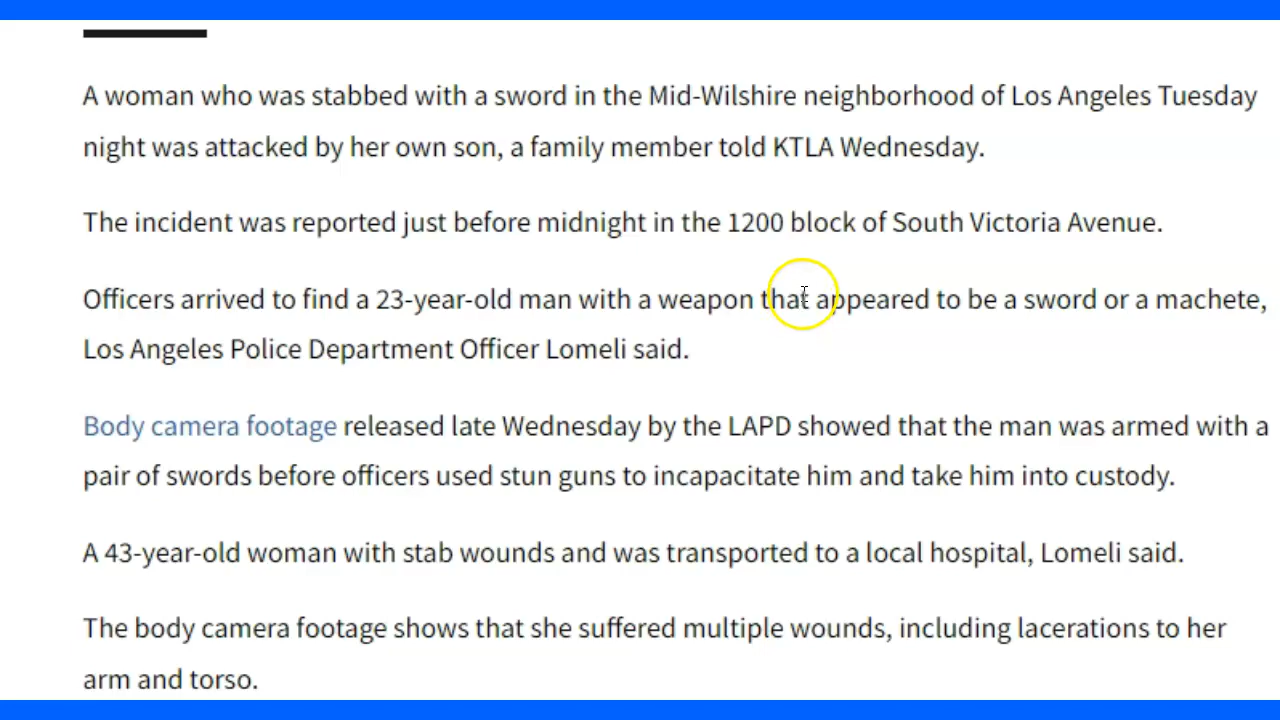 A woman who was stabbed with a sword in the Mid-Wilshire neighborhood of Los Angeles Tuesday
night was attacked by her own son, a family member told KTLA Wednesday.
The incident was reported just before midnight in the 1200 block of South Victoria Avenue.
Officers arrived to find a 23-year-old man with a weapon that appeared to be a sword or a machete,
Los Angeles Police Department Officer Lomeli said.
Body camera footage released late Wednesday by the LAPD showed that the man was armed with a
pair of swords before officers used stun guns to incapacitate him and take him into custody.
A 43-year-old woman with stab wounds and was transported to a local hospital, Lomeli said.
The body camera footage shows that she suffered multiple wounds, including lacerations to her
arm and torso.